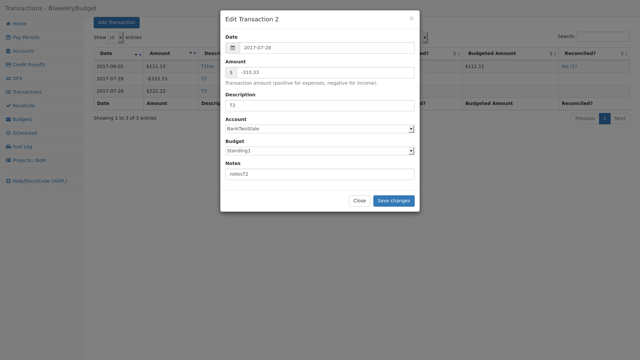 Transactions - BiweeklyBudget
Home
Pay Periods
Accounts
Credit Payoffs
OFX
Transactions
Reconcile
Budgets
Scheduled
Fuel Log
Projects / BoM
Help/Docs/Code (AGPL)
Add Transaction
Show 10 entries
Search:
Date Amount Budgeted Amount Reconciled?
2017-08-01 $111.13 T1foo $111.11 Yes (1)
2017-07-28 -$333.33 T2
2017-07-26 $222.22 T3
Date Amount Budgeted Amount Reconciled?
Showing 1 to 3 of 3 entries
Previous 1 Next
Edit Transaction 2
×
Date
2017-07-28
Amount
$ -333.33
Transaction amount (positive for expenses, negative for income).
Description
T2
Account
BankTwoStale
Budget
Standing1
Notes
notesT2
Close Save changes